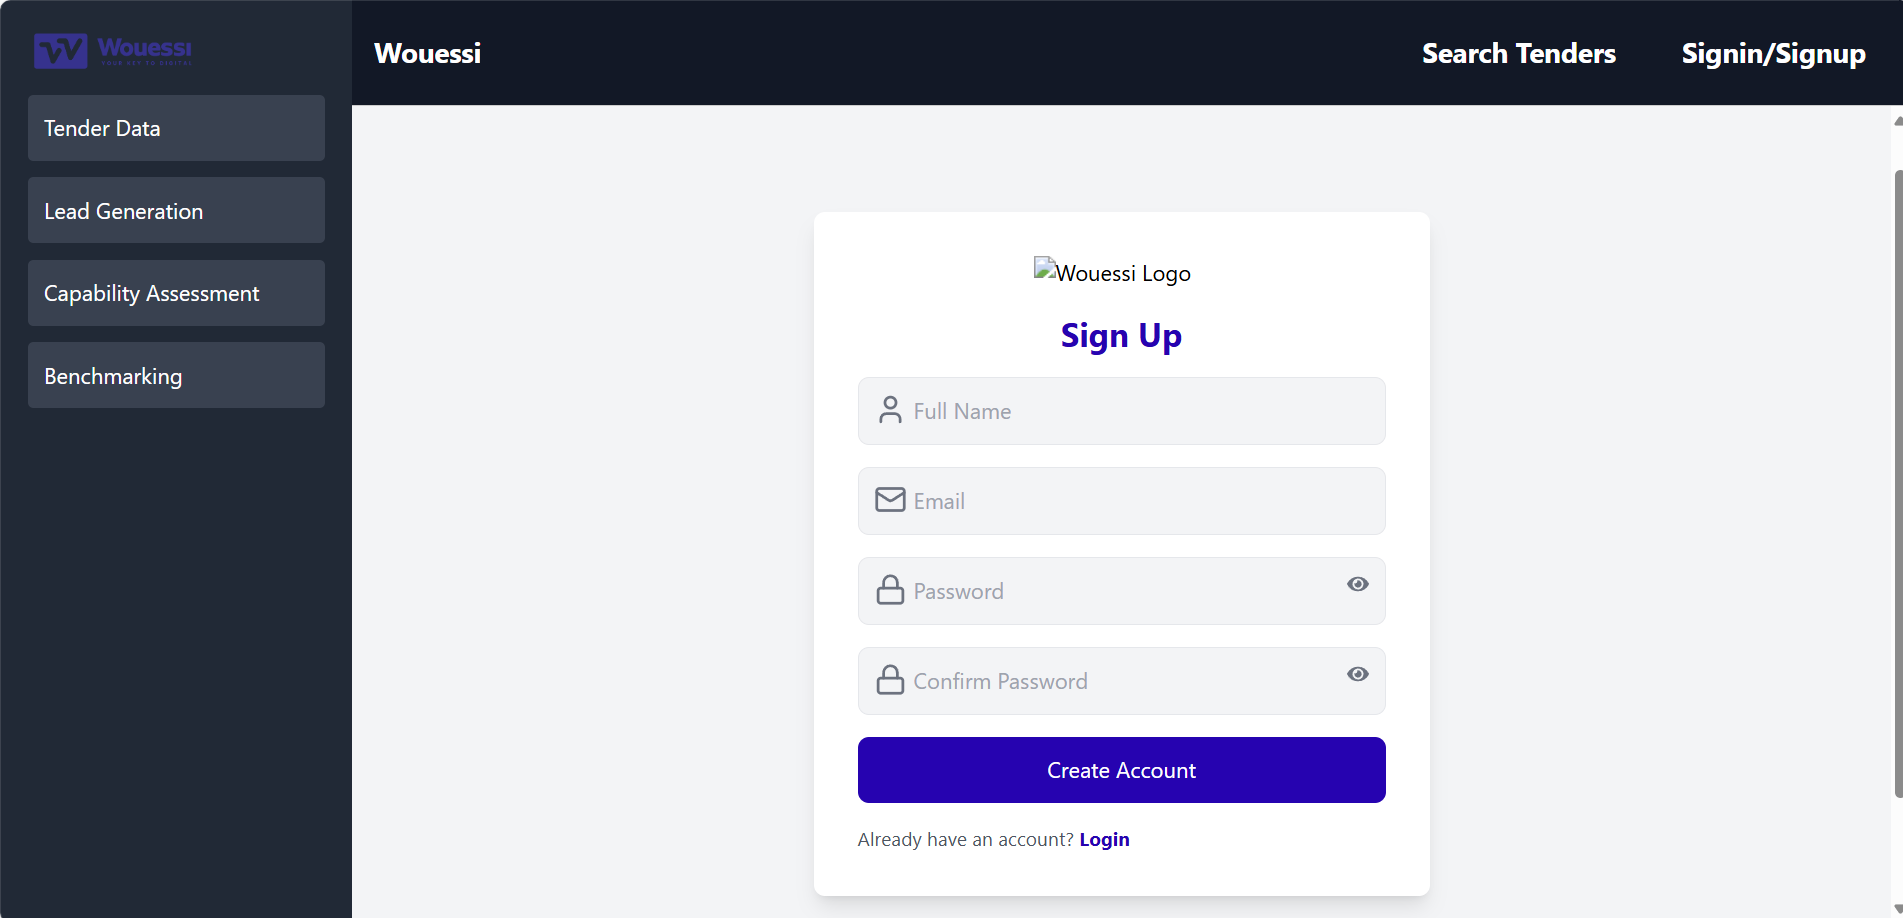 Wouessi
YOUR KEY TO DIGITAL
Tender Data
Lead Generation
Capability Assessment
Benchmarking
Wouessi
Search Tenders
Signin/Signup
Wouessi Logo
Sign Up
Full Name
Email
Password
Confirm Password
Create Account
Already have an account? Login